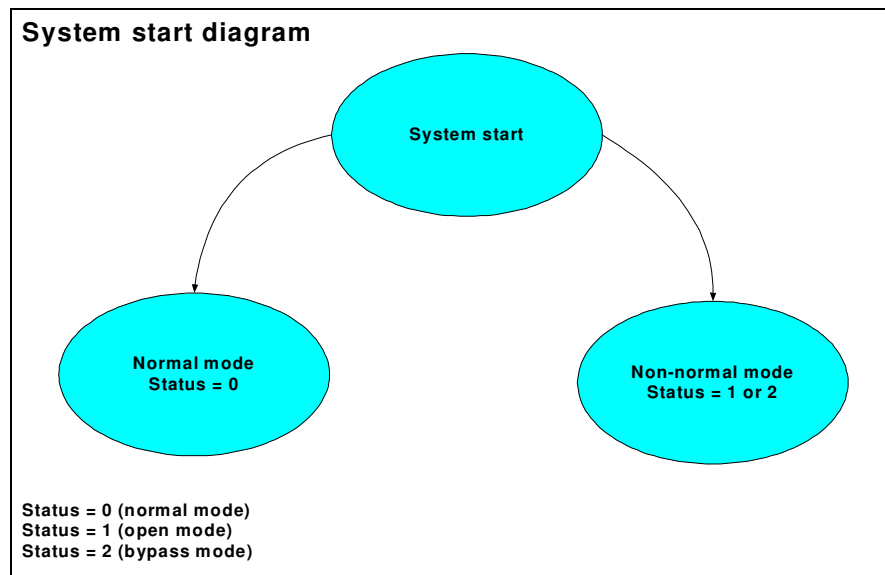 System start diagram
System start
Normal mode
Status = 0
Non-normal mode
Status = 1 or 2
Status = 0 (normal mode)
Status = 1 (open mode)
Status = 2 (bypass mode)